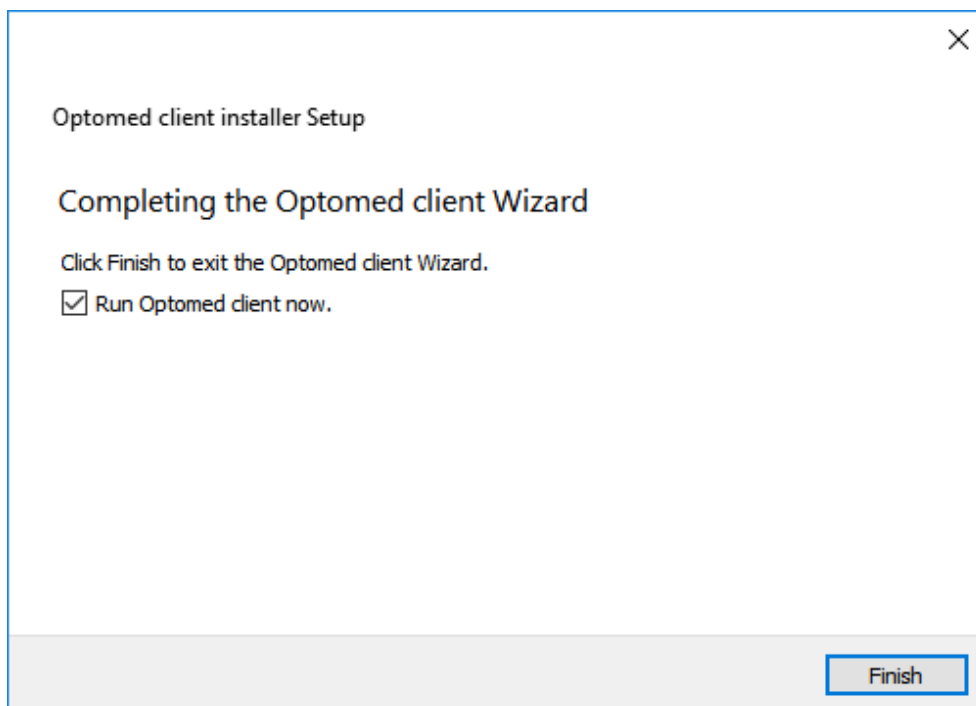 Optomed client installer Setup
Completing the Optomed client Wizard
Click Finish to exit the Optomed client Wizard.
Run Optomed client now.
Finish